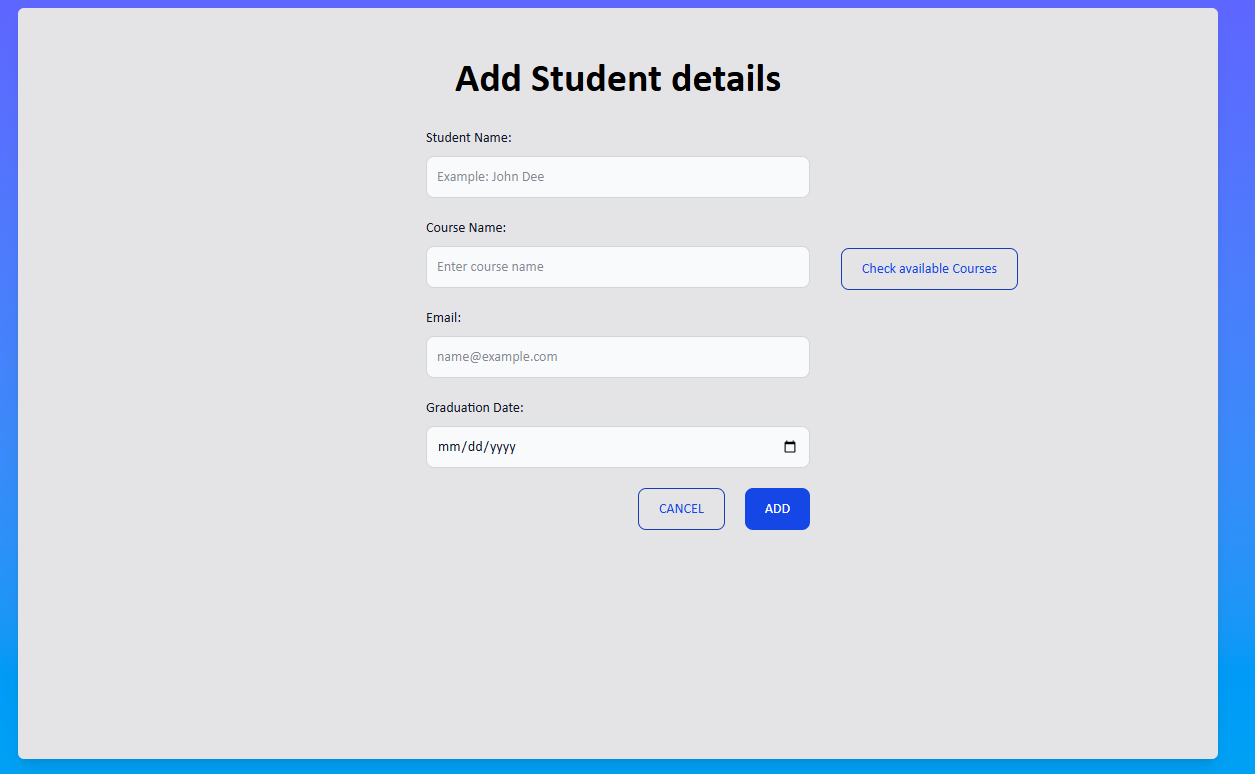 Add Student details
Student Name:
Example: John Dee
Course Name:
Enter course name
Check available Courses
Email:
name@example.com
Graduation Date:
mm/dd/yyyy
CANCEL
ADD